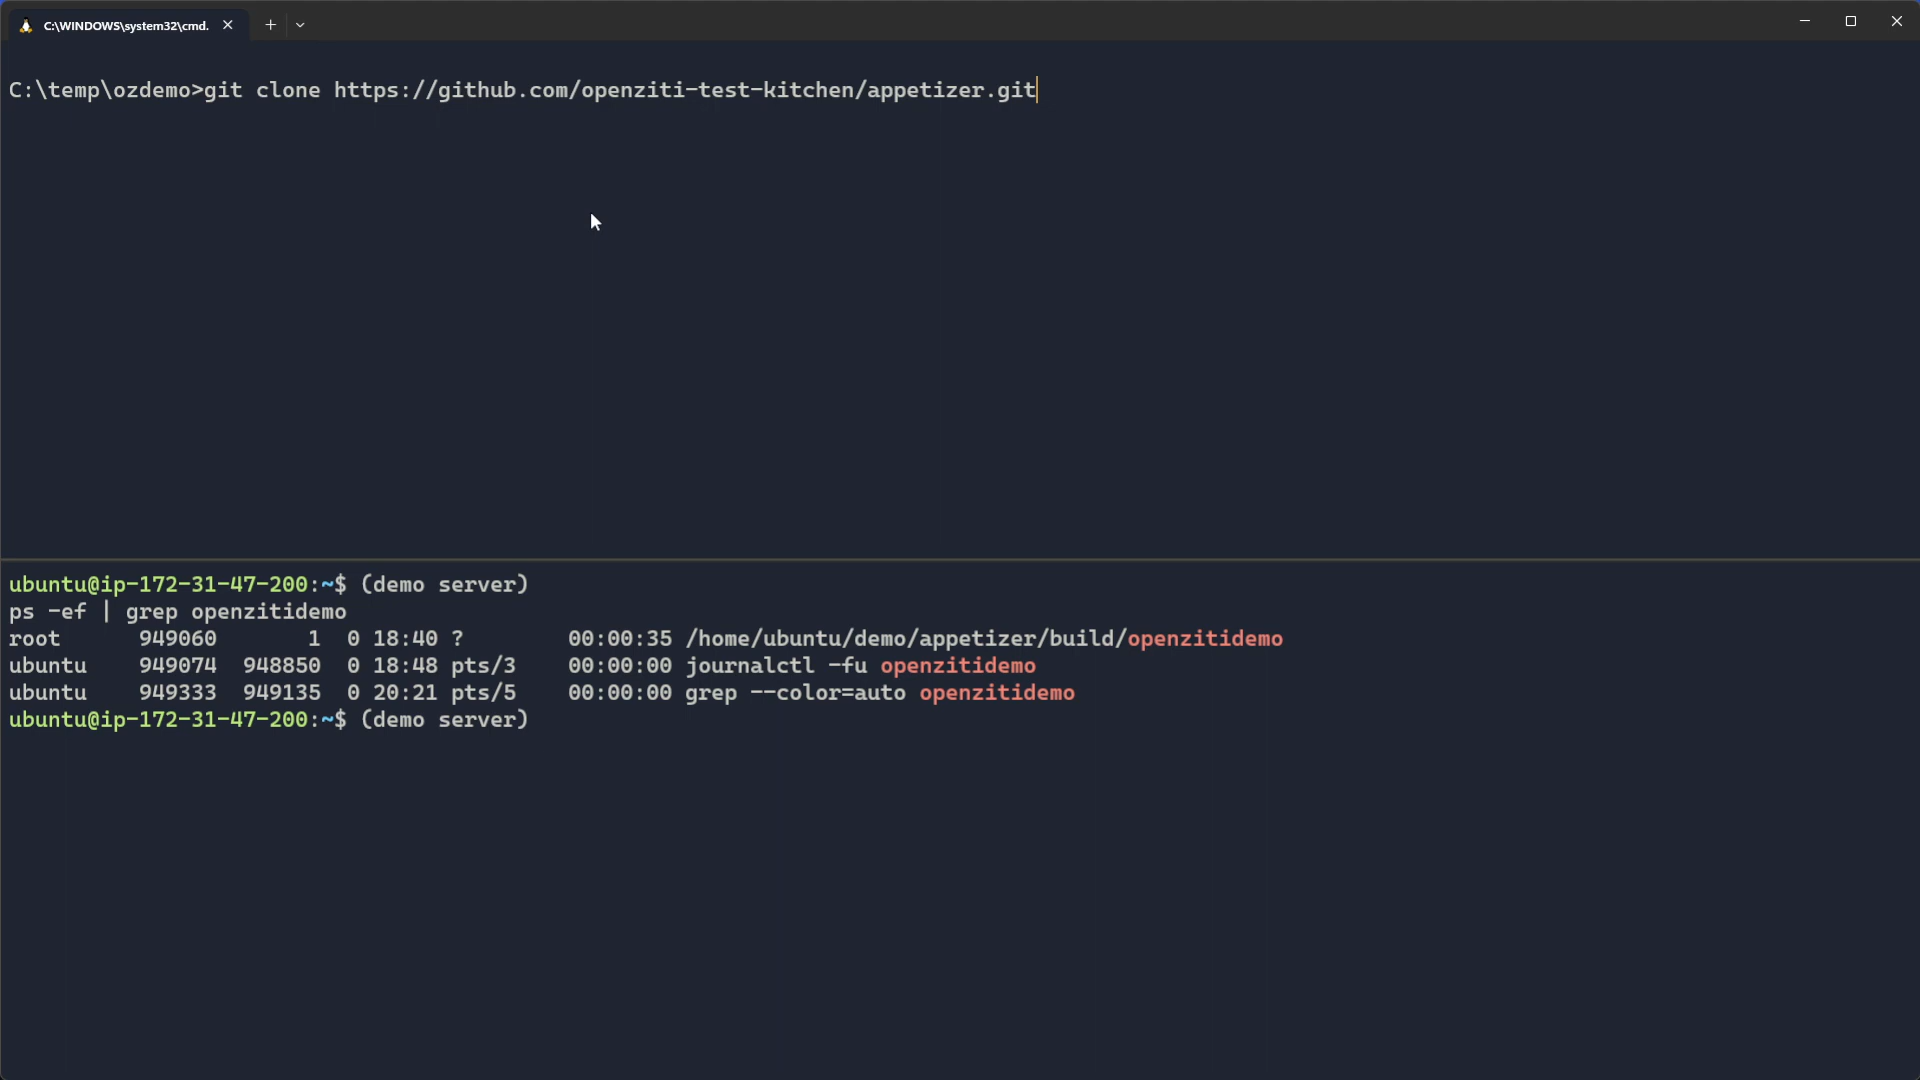 C:\WINDOWS\system32\cmd.
C:\temp\ozdemo>git clone https://github.com/openziti-test-kitchen/appetizer.git
ubuntu@ip-172-31-47-200:~$ (demo server)
ps -ef | grep openzitidemo
root      949060       1  0 18:40 ?        00:00:35 /home/ubuntu/demo/appetizer/build/openzitidemo
ubuntu    949074  948850  0 18:48 pts/3    00:00:00 journalctl -fu openzitidemo
ubuntu    949333  949135  0 20:21 pts/5    00:00:00 grep --color=auto openzitidemo
ubuntu@ip-172-31-47-200:~$ (demo server)